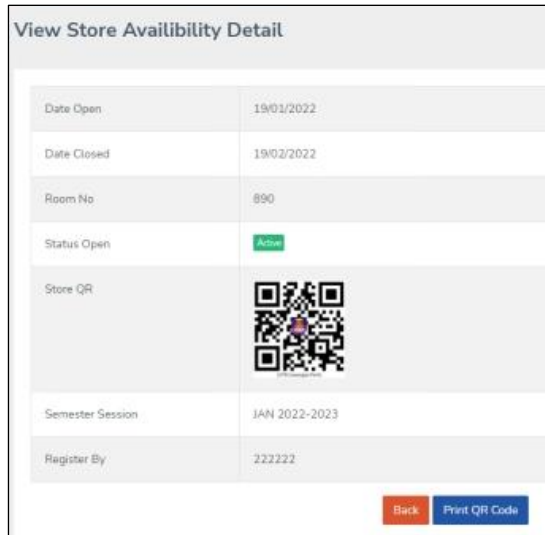 View Store Availibility Detail
Date Open 19/01/2022
Date Closed 19/02/2022
Room No 890
Status Open Active
Store QR
Semester Session JAN 2022-2023
Register By 222222
Back Print QR Code